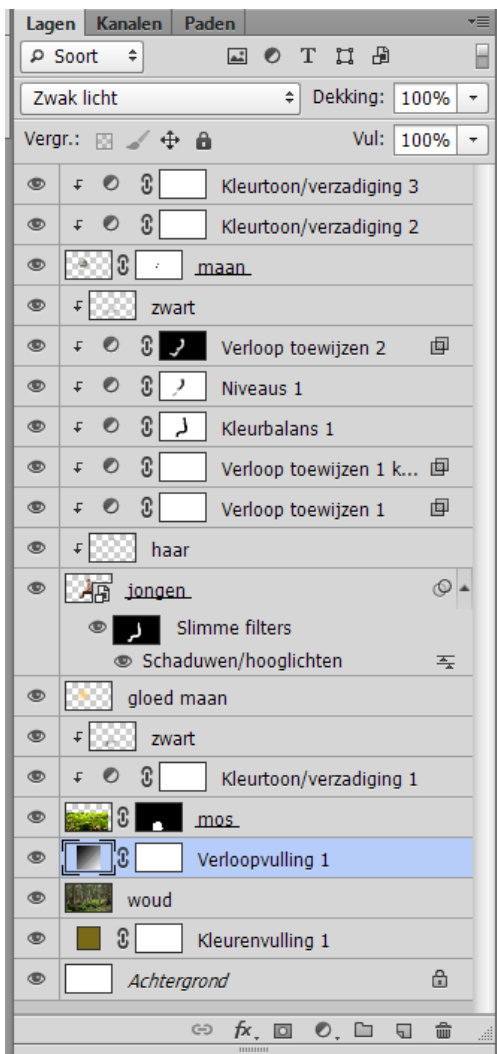 Lagen Kanalen Paden
Soort
Zwak licht Dekking: 100%
Vergr.: Vul: 100%
Kleurtoon/verzadiging 3
Kleurtoon/verzadiging 2
maan
zwart
Verloop toewijzen 2
Niveaus 1
Kleurbalans 1
Verloop toewijzen 1 k...
Verloop toewijzen 1
haar
jongen
Slimme filters
Schaduwen/hooglichten
gloed maan
zwart
Kleurtoon/verzadiging 1
mos
Verloopvulling 1
woud
Kleurenvulling 1
Achtergrond
fx